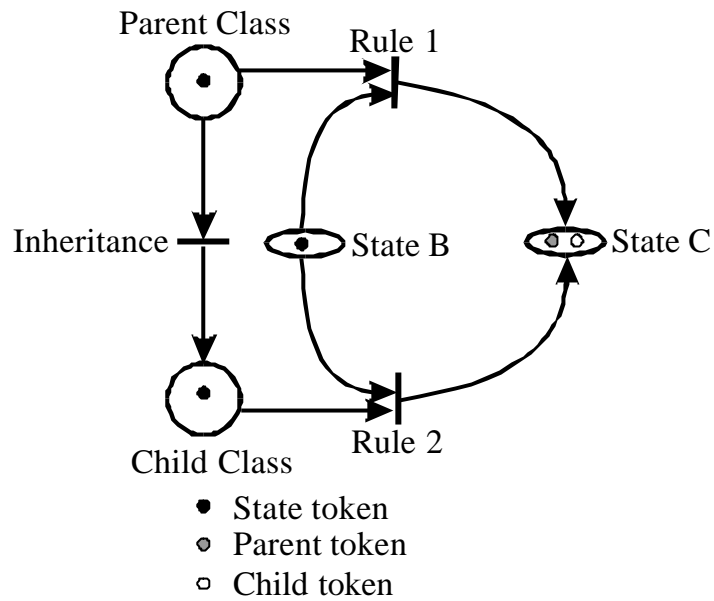 Parent Class
Rule 1
Inheritance
State B
State C
Rule 2
Child Class
State token
Parent token
Child token